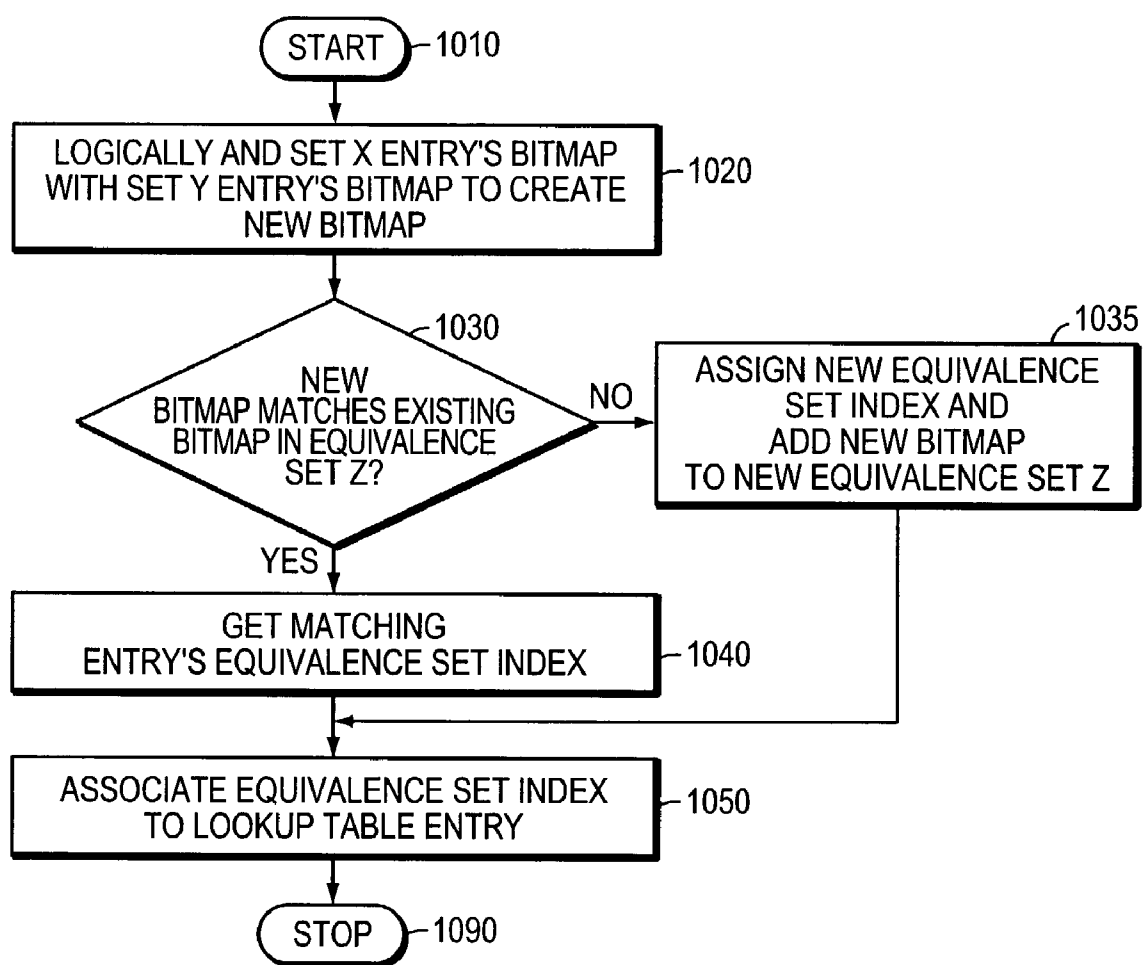 START
1010
LOGICALLY AND SET X ENTRY'S BITMAP
WITH SET Y ENTRY'S BITMAP TO CREATE
NEW BITMAP
1020
1030
NEW
BITMAP MATCHES EXISTING
BITMAP IN EQUIVALENCE
SET Z?
NO
1035
ASSIGN NEW EQUIVALENCE
SET INDEX AND
ADD NEW BITMAP
TO NEW EQUIVALENCE SET Z
YES
GET MATCHING
ENTRY'S EQUIVALENCE SET INDEX
1040
ASSOCIATE EQUIVALENCE SET INDEX
TO LOOKUP TABLE ENTRY
1050
STOP
1090